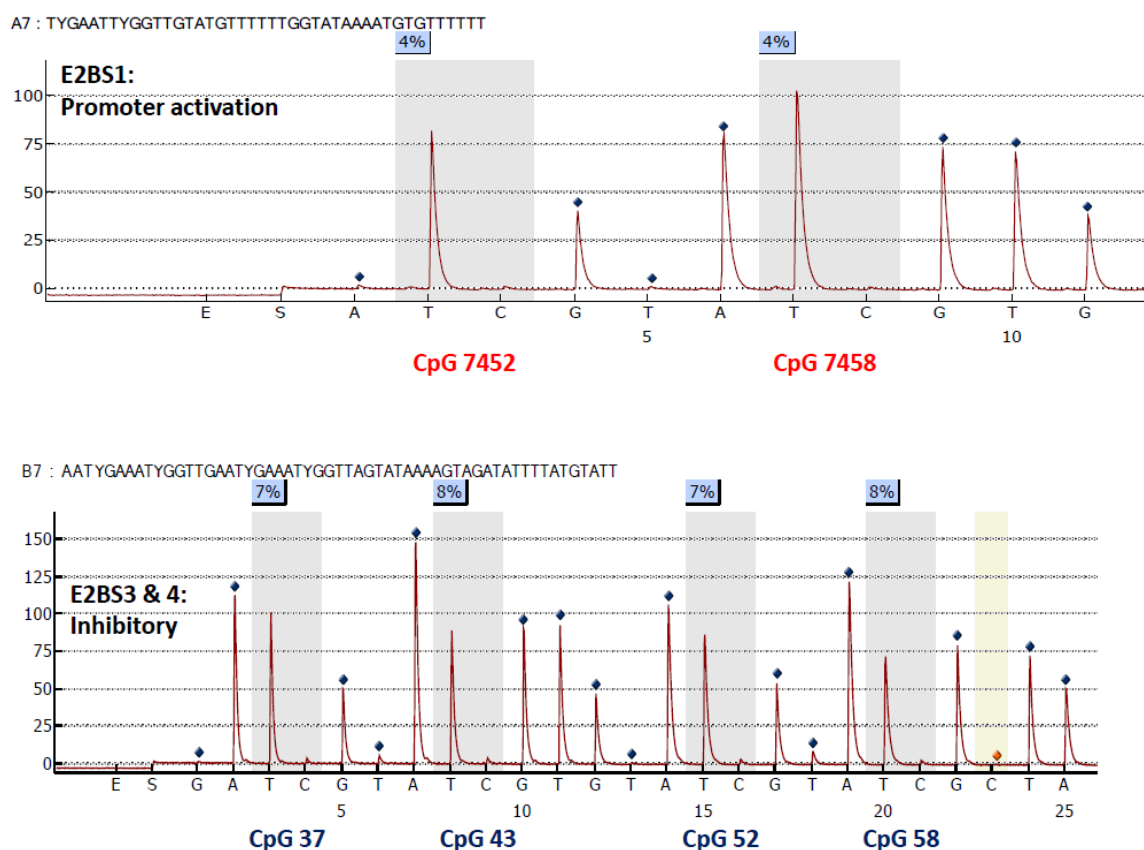 A7 : TYGAATTYGGTTGTATGTTTTTTGGTATAAAATGTGTTTTTT
4% 4%
E2BS1:
Promoter activation
100
75
50
25
0
E S A T C G T A T C G T G
5 10
CpG 7452 CpG 7458
B7 : AATYGAAATYGGTTGAATYGAAATYGGTTAGTATAAAAGTAGATATTTTATGTATT
7% 8% 7% 8%
150
125
100
75
50
25
0
E2BS3 & 4:
Inhibitory
E S G A T C G T A T C G T G T A T C G T A T C G C T A
5 10 15 20 25
CpG 37 CpG 43 CpG 52 CpG 58